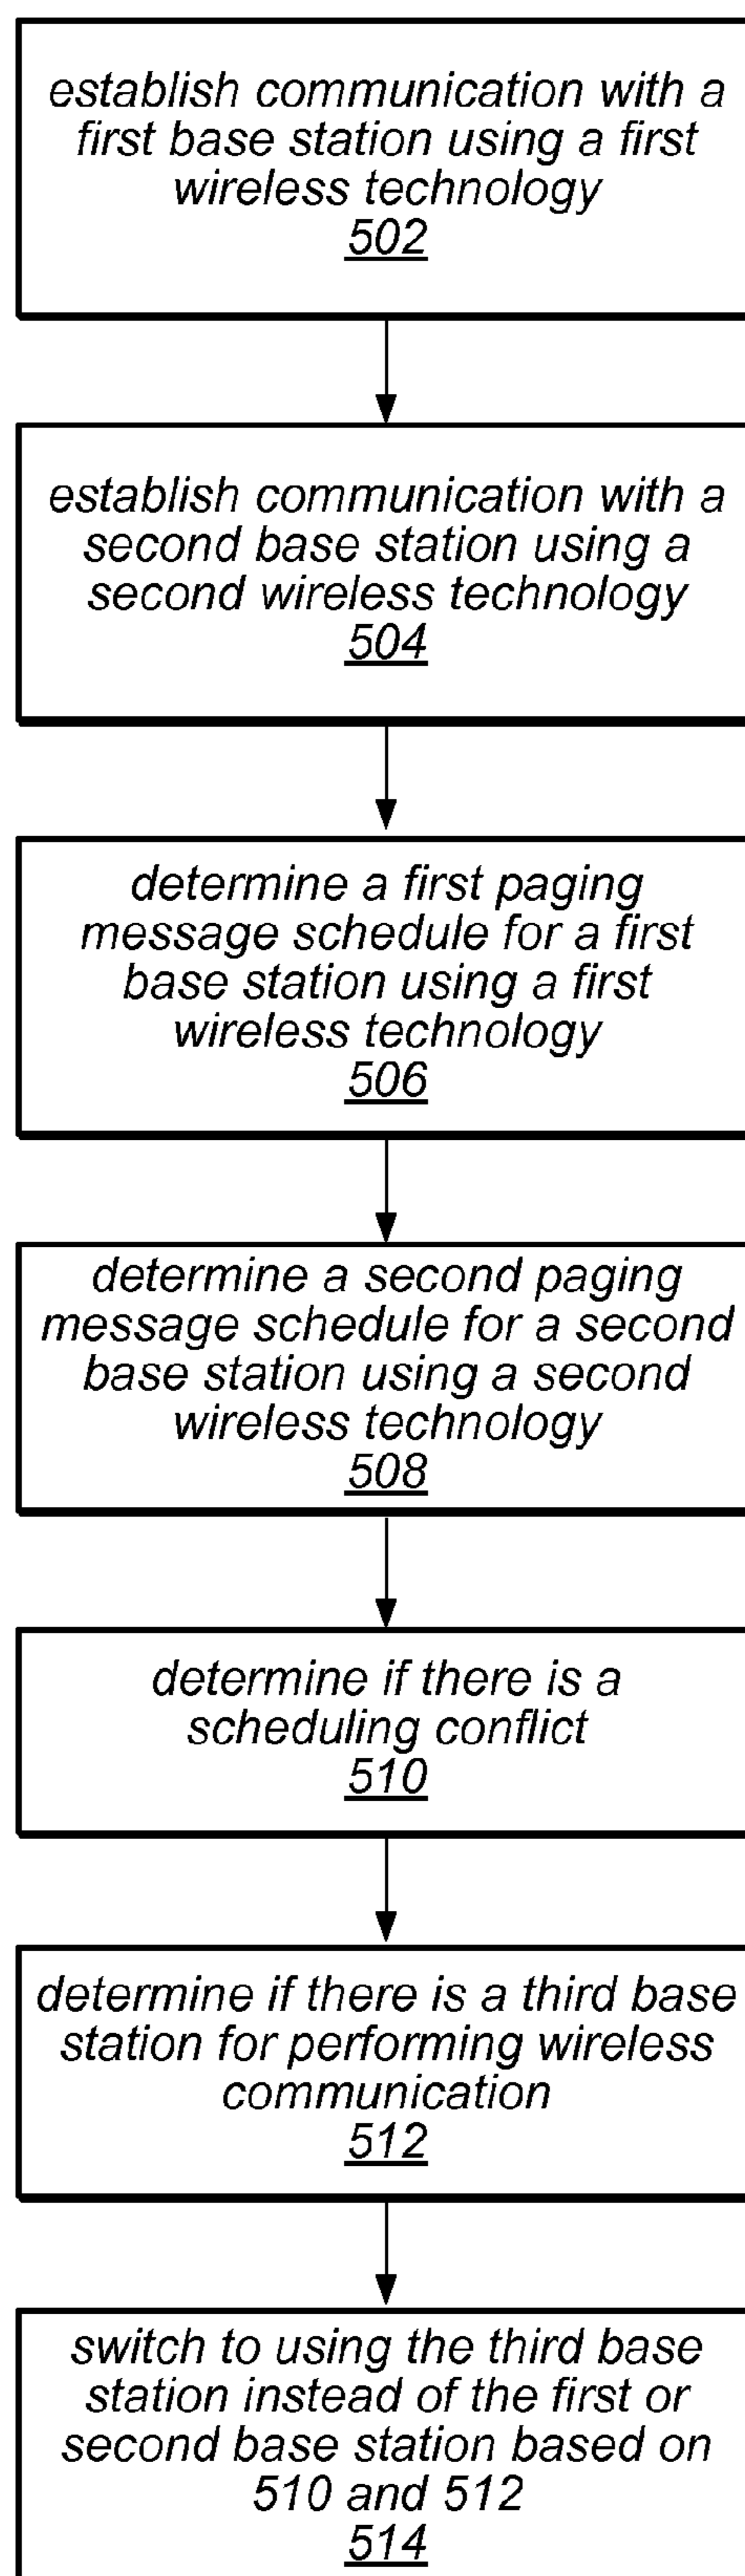 establish communication with a
first base station using a first
wireless technology
502
establish communication with a
second base station using a
second wireless technology
504
determine a first paging
message schedule for a first
base station using a first
wireless technology
506
determine a second paging
message schedule for a second
base station using a second
wireless technology
508
determine if there is a
scheduling conflict
510
determine if there is a third base
station for performing wireless
communication
512
switch to using the third base
station instead of the first or
second base station based on
510 and 512
514